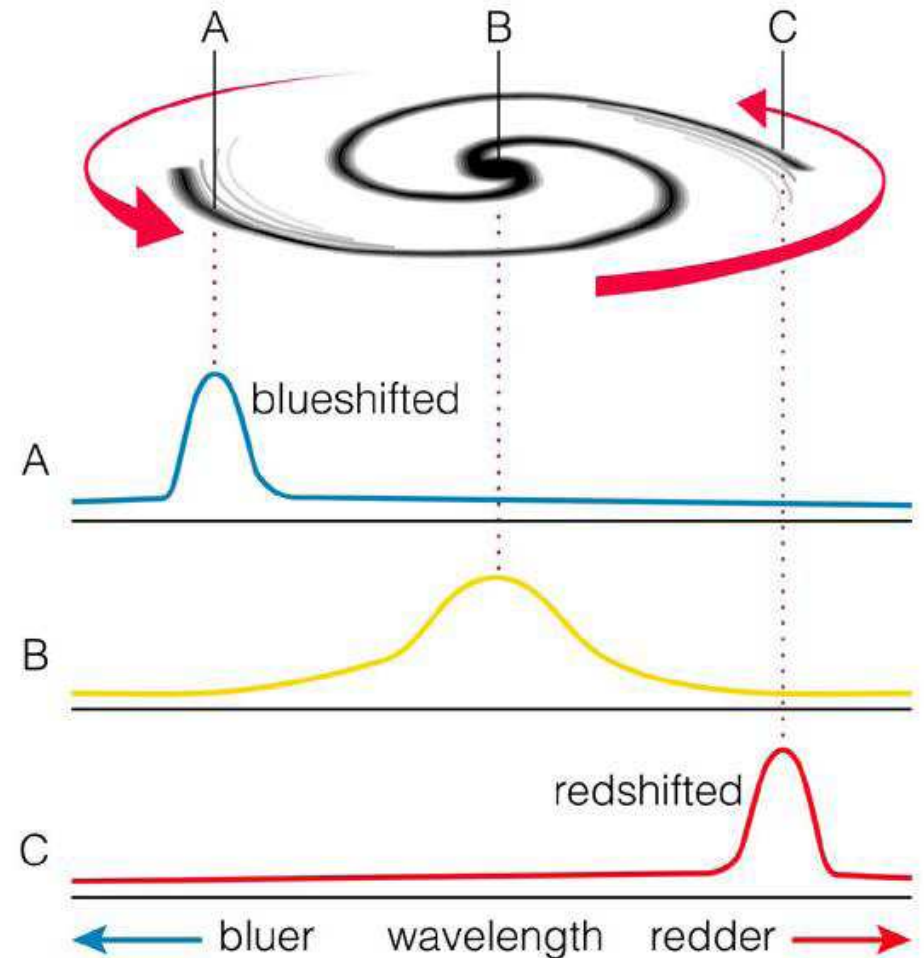 A B C
blueshifted
A
B
redshifted
C
bluer wavelength redder